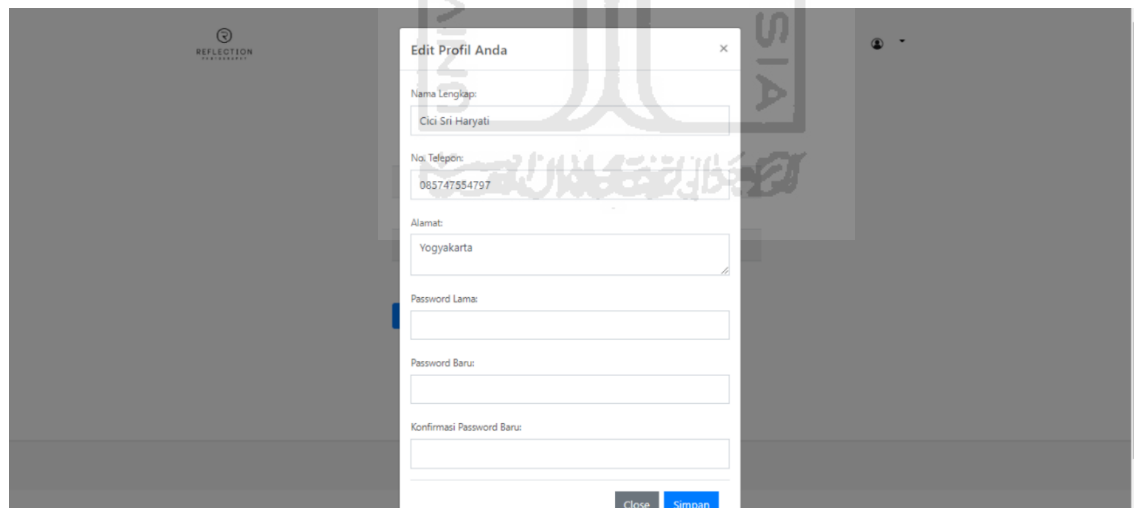 REFLECTION
PHOTOGRAPHY
Edit Profil Anda
×
Nama Lengkap:
Cici Sri Haryati
No. Telepon:
085747554797
Alamat:
Yogyakarta
Password Lama:
Password Baru:
Konfirmasi Password Baru:
Close
Simpan